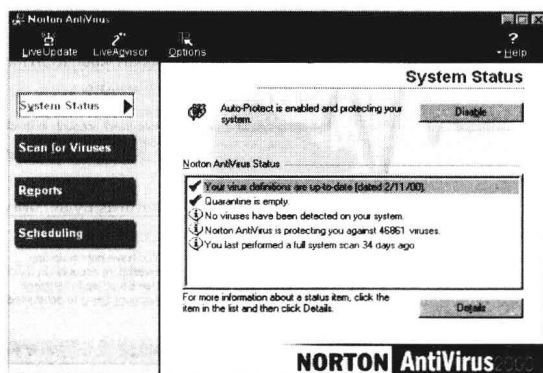 Norton AntiVirus
LiveUpdate LiveAdvisor Options Help
System Status
System Status
Auto-Protect is enabled and protecting your system.
Disable
Scan for Viruses
Norton AntiVirus Status
Your virus definitions are up-to-date (dated 2/11/00).
Quarantine is empty.
Reports
No viruses have been detected on your system.
Norton AntiVirus is protecting you against 46861 viruses.
Scheduling
You last performed a full system scan 34 days ago
For more information about a status item, click the
item in the list and then click Details.
Details
NORTON AntiVirus 2000